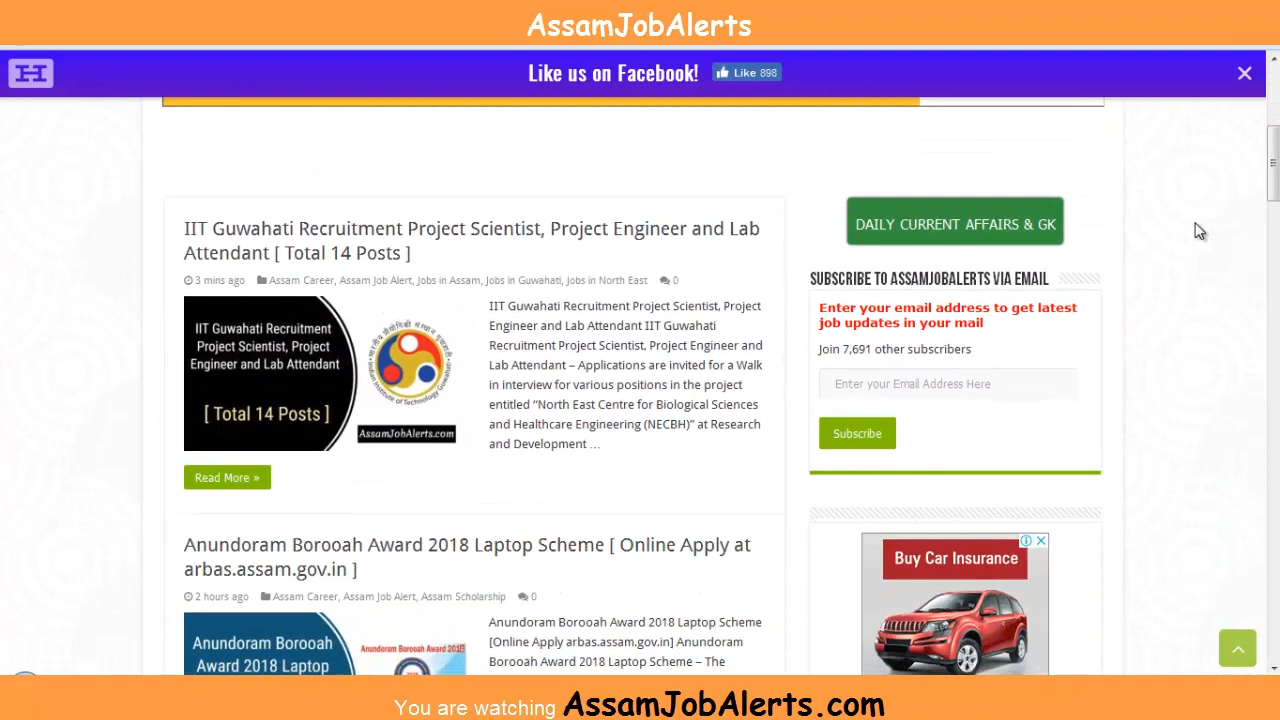 AssamJobAlerts
Like us on Facebook!
Like 898
IIT Guwahati Recruitment Project Scientist, Project Engineer and Lab
Attendant [ Total 14 Posts ]
3 mins ago Assam Career, Assam Job Alert, Jobs in Assam, Jobs in Guwahati, Jobs in North East 0
IIT Guwahati Recruitment
Project Scientist, Project
Engineer and Lab Attendant
[ Total 14 Posts ]
AssamJobAlerts.com
IIT Guwahati Recruitment Project Scientist, Project
Engineer and Lab Attendant IIT Guwahati
Recruitment Project Scientist, Project Engineer and
Lab Attendant – Applications are invited for a Walk
in interview for various positions in the project
entitled “North East Centre for Biological Sciences
and Healthcare Engineering (NECBH)” at Research
and Development …
Read More »
Anundoram Borooah Award 2018 Laptop Scheme [ Online Apply at
arbas.assam.gov.in ]
2 hours ago Assam Career, Assam Job Alert, Assam Scholarship 0
Anundoram Borooah
Award 2018 Laptop
Anundoram Borooah Award 2018
Anundoram Borooah Award 2018 Laptop Scheme
[Online Apply arbas.assam.gov.in] Anundoram
Borooah Award 2018 Laptop Scheme – The
DAILY CURRENT AFFAIRS & GK
SUBSCRIBE TO ASSAMJOBALERTS VIA EMAIL
Enter your email address to get latest
job updates in your mail
Join 7,691 other subscribers
Enter your Email Address Here
Subscribe
Buy Car Insurance
You are watching AssamJobAlerts.com